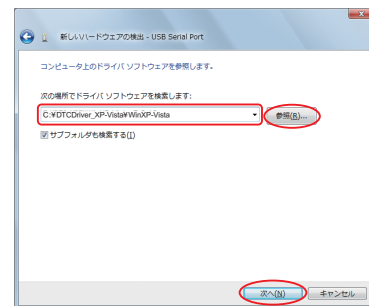 新しいハードウェアの検出 - USB Serial Port
コンピュータ上のドライバ ソフトウェアを参照します。
次の場所でドライバ ソフトウェアを検索します:
C:¥DTCDriver_XP-Vista¥WinXP-Vista
参照(R)...
サブフォルダも検索する(I)
次へ(N)
キャンセル